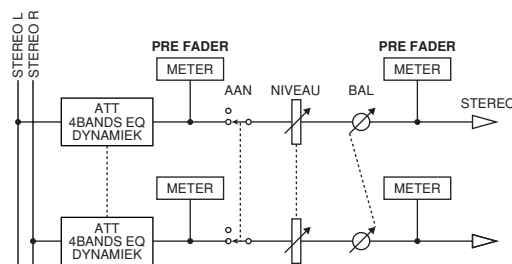 STEREO L
STEREO R
PRE FADER
PRE FADER
METER
AAN
NIVEAU
BAL
METER
STEREO
ATT
4BANDS EQ
DYNAMIEK
METER
METER
ATT
4BANDS EQ
DYNAMIEK